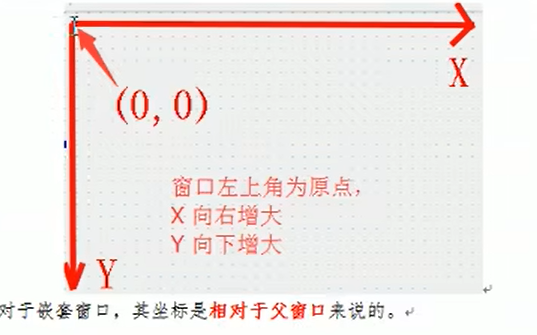 X
(0,0)
窗口左上角为原点，
X 向右增大
Y 向下增大
Y
对于嵌套窗口，其坐标是相对于父窗口来说的。